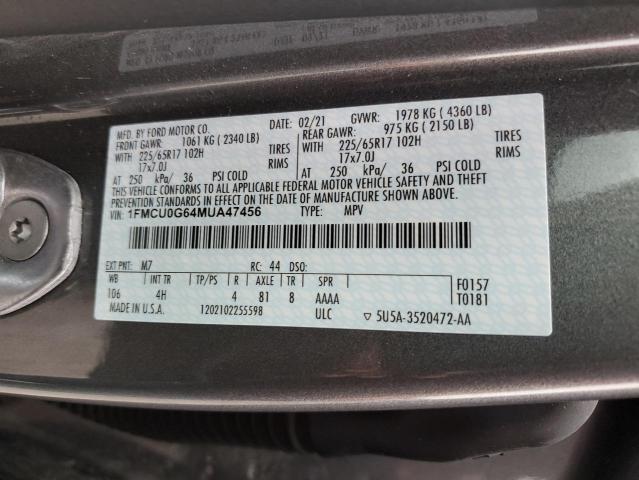 MFD. BY FORD MOTOR CO. DATE: 02/21 GVWR: 1978 KG ( 4360 LB)
FRONT GAWR: 1061 KG ( 2340 LB) REAR GAWR: 975 KG ( 2150 LB)
WITH 225/65R17 102H TIRES WITH 225/65R17 102H TIRES
17x7.0J RIMS 17x7.0J RIMS
AT 250 kPa/ 36 PSI COLD AT 250 kPa/ 36 PSI COLD
THIS VEHICLE CONFORMS TO ALL APPLICABLE FEDERAL MOTOR VEHICLE SAFETY AND THEFT
PREVENTION STANDARDS IN EFFECT ON THE DATE OF MANUFACTURE SHOWN ABOVE.
VIN: 1FMCU0G64MUA47456 TYPE: MPV
EXT PNT: M7 RC: 44 DSO:
WB INT TR TP/PS R AXLE TR SPR F0157
106 4H 4 81 8 AAAA T0181
MADE IN U.S.A. 1202102255598 ULC ▽ 5U5A-3520472-AA